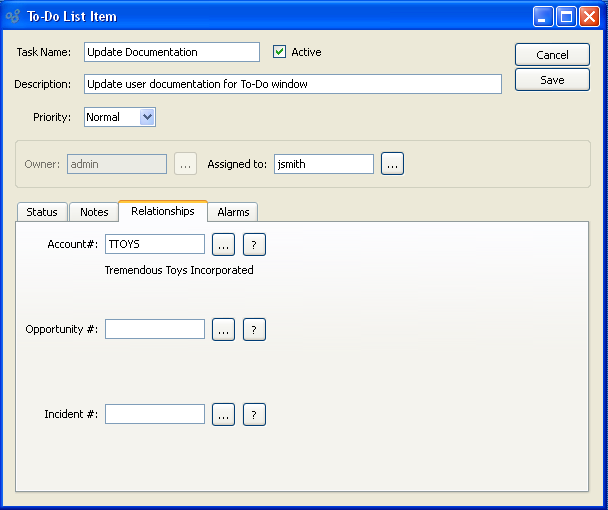 To-Do List Item
Task Name: Update Documentation Active
Cancel
Description: Update user documentation for To-Do window
Save
Priority: Normal
Owner: admin ... Assigned to: jsmith ...
Status Notes Relationships Alarms
Account#: TTOYS ... ?
Tremendous Toys Incorporated
Opportunity #: ... ?
Incident #: ... ?